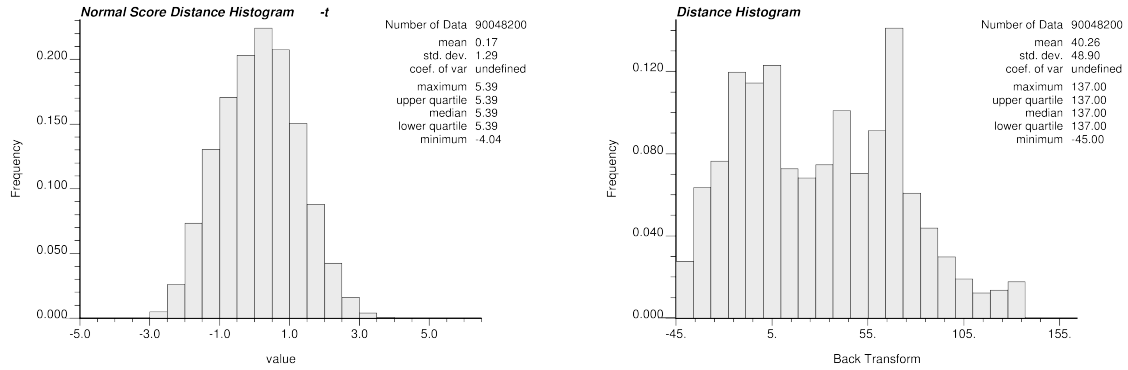 Normal Score Distance Histogram -t
Number of Data 90048200
mean 0.17
std. dev. 1.29
coef. of var undefined
maximum 5.39
upper quartile 5.39
median 5.39
lower quartile 5.39
minimum -4.04
Frequency
0.200
0.150
0.100
0.050
0.000
-5.0 -3.0 -1.0 1.0 3.0 5.0
value
Distance Histogram
Number of Data 90048200
mean 40.26
std. dev. 48.90
coef. of var undefined
maximum 137.00
upper quartile 137.00
median 137.00
lower quartile 137.00
minimum -45.00
Frequency
0.120
0.080
0.040
0.000
-45. 5. 55. 105. 155.
Back Transform